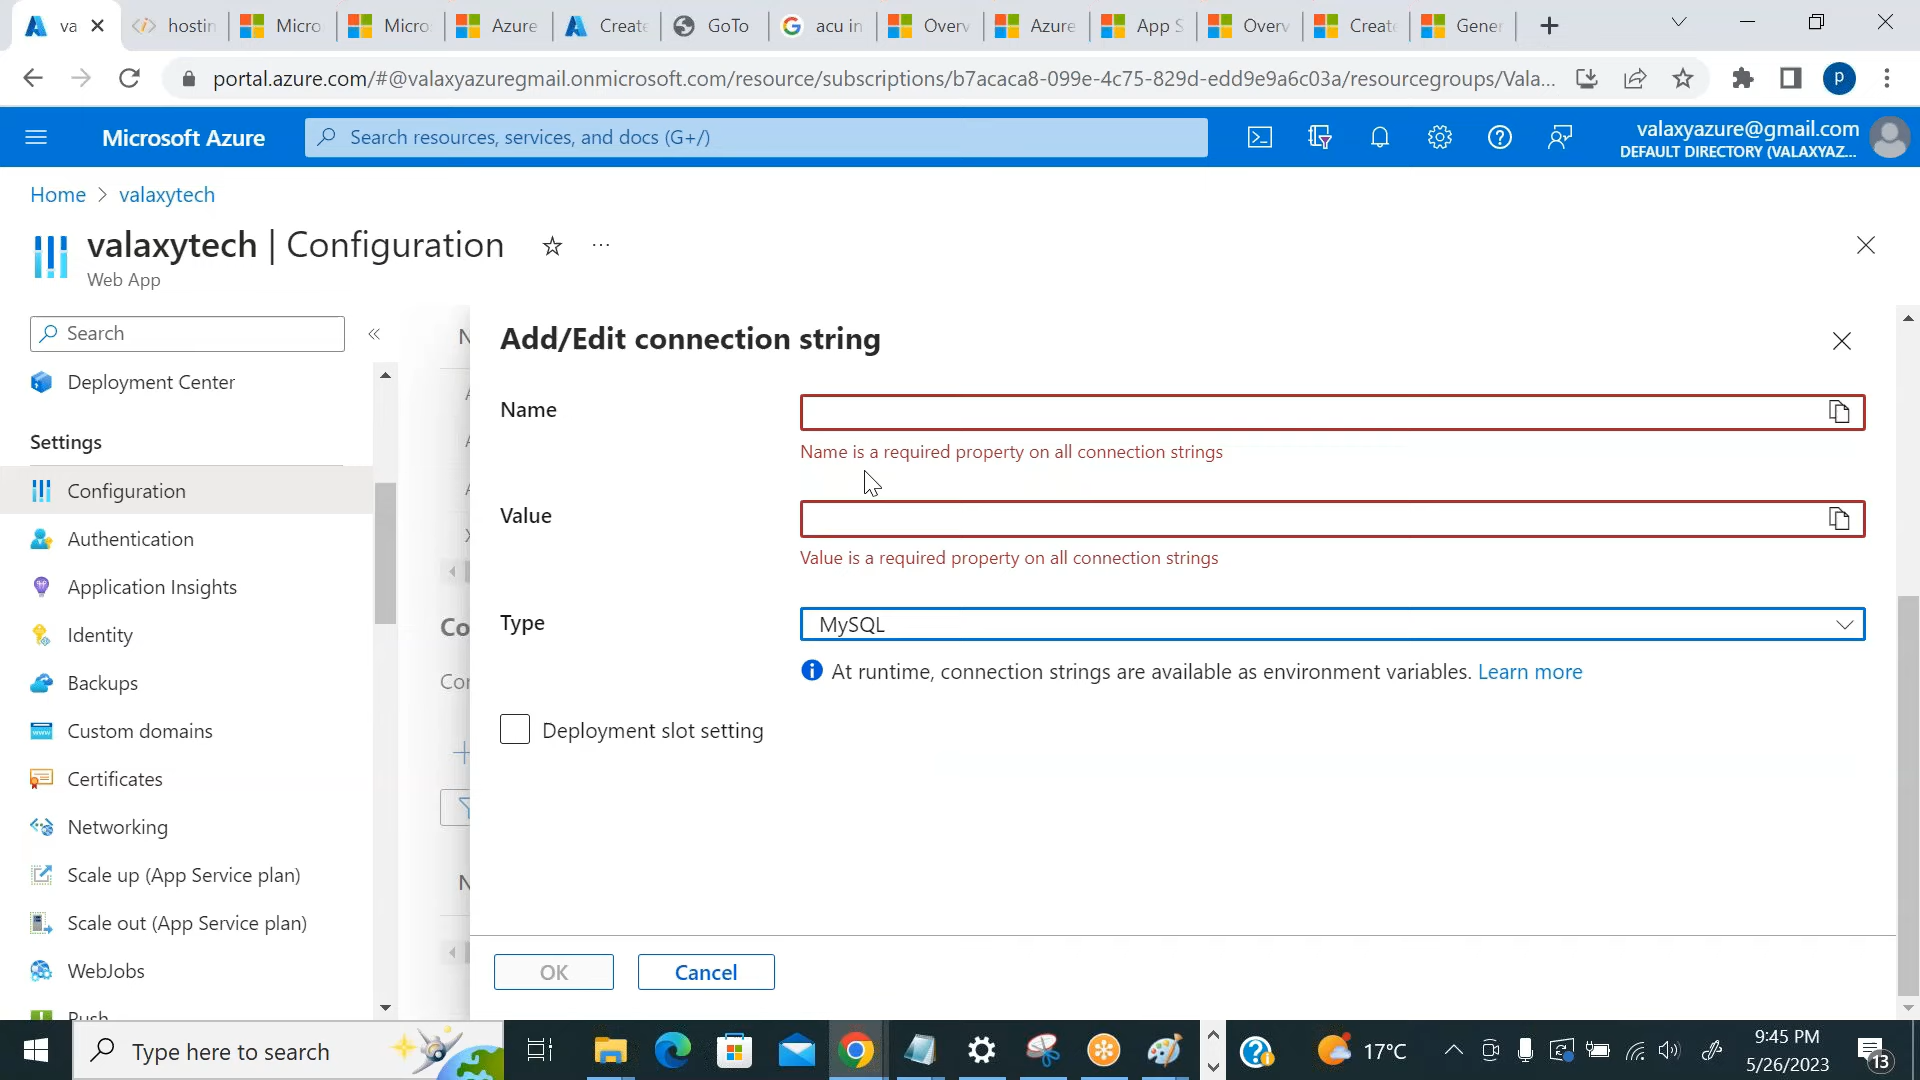 va
hostin
Micro
Micro
Azure
Create
GoTo
acu in
Overv
Azure
App S
Overv
Create
Gener
portal.azure.com/#@valaxyazuregmail.onmicrosoft.com/resource/subscriptions/b7acaca8-099e-4c75-829d-edd9e9a6c03a/resourcegroups/Vala...
p
Microsoft Azure
Search resources, services, and docs (G+/)
valaxyazure@gmail.com
DEFAULT DIRECTORY (VALAXYAZ...
Home > valaxytech
valaxytech | Configuration
Web App
Search
Deployment Center
Settings
Configuration
Authentication
Application Insights
Identity
Backups
Custom domains
Certificates
Networking
Scale up (App Service plan)
Scale out (App Service plan)
WebJobs
Push
Co
Cor
Add/Edit connection string
Name
Name is a required property on all connection strings
Value
Value is a required property on all connection strings
Type
MySQL
At runtime, connection strings are available as environment variables. Learn more
Deployment slot setting
OK
Cancel
Type here to search
17°C
9:45 PM
5/26/2023
13